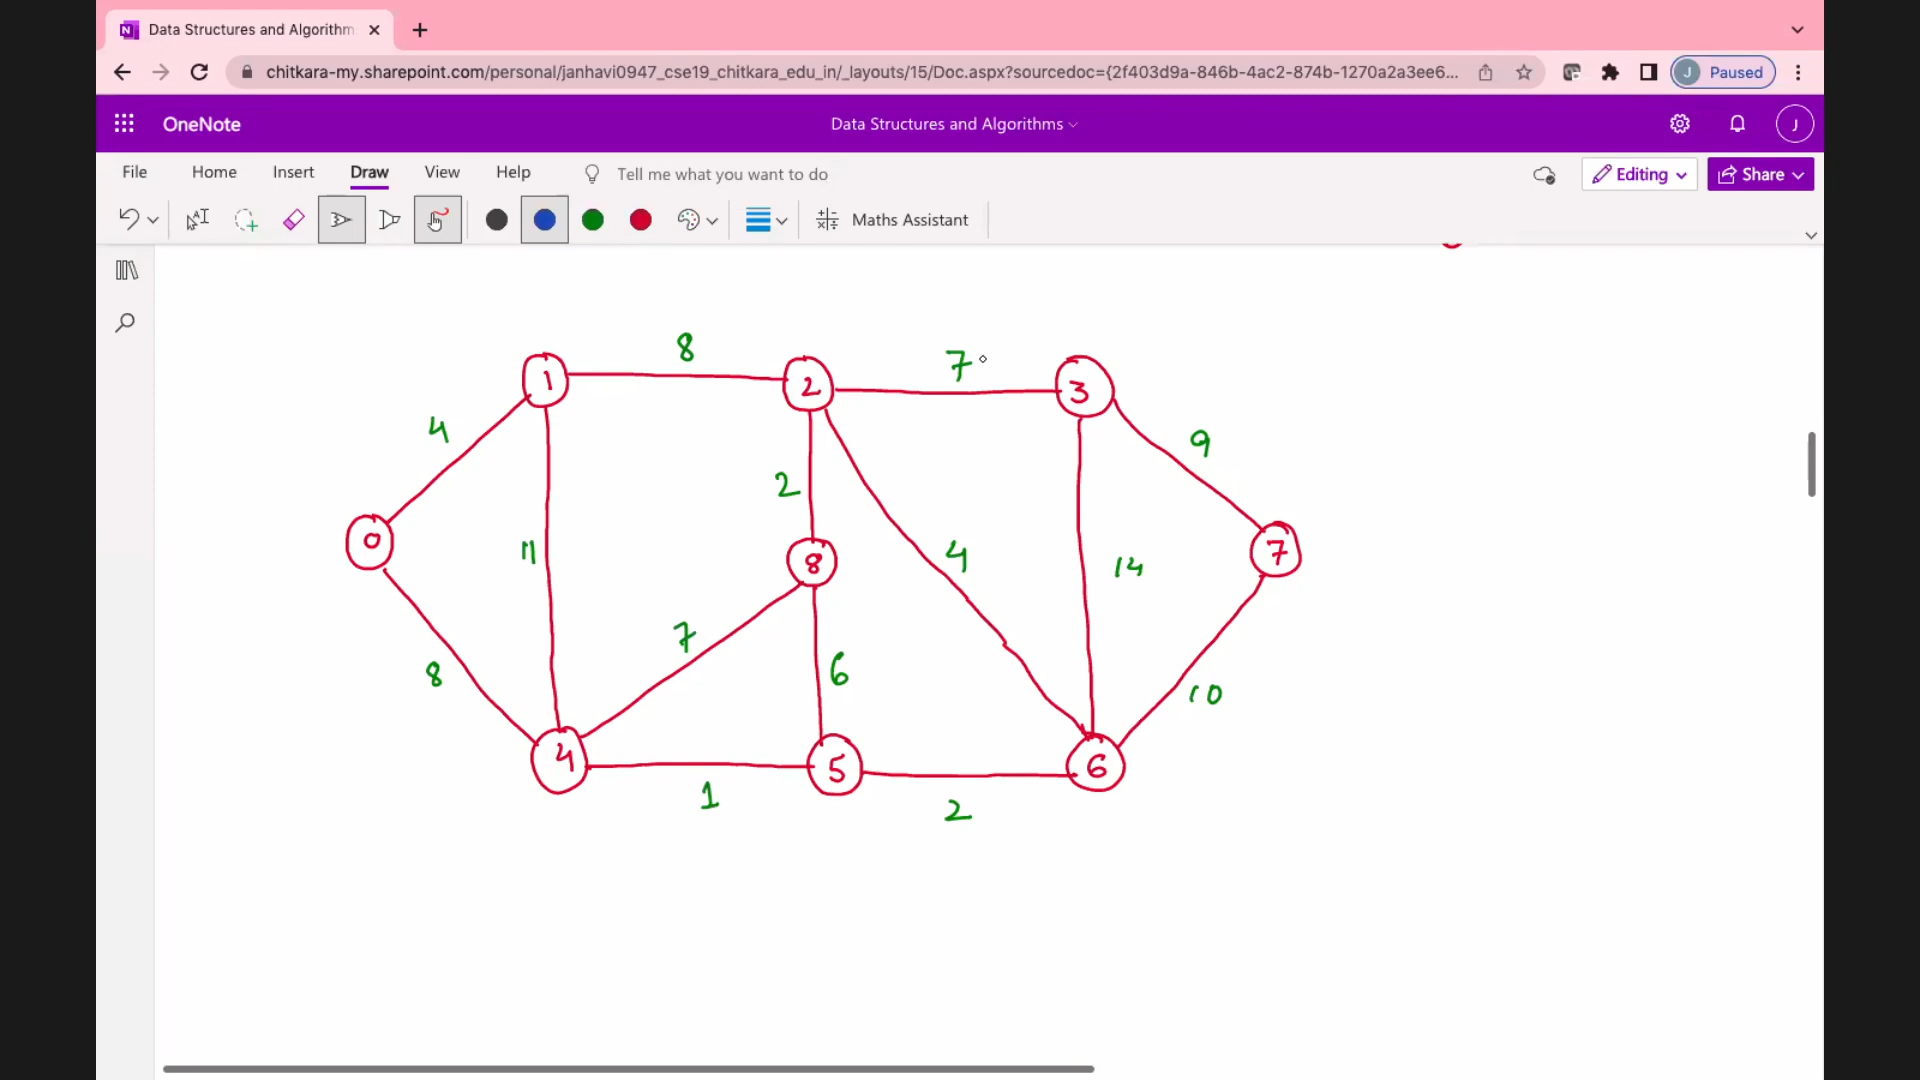 Data Structures and Algorithm
chitkara-my.sharepoint.com/personal/janhavi0947_cse19_chitkara_edu_in/_layouts/15/Doc.aspx?sourcedoc={2f403d9a-846b-4ac2-874b-1270a2a3ee6...
J Paused
OneNote
Data Structures and Algorithms
J
File Home Insert Draw View Help Tell me what you want to do
Editing Share
Maths Assistant
8
7
1
2
3
4
9
2
0
11
8
4
14
7
7
8
6
10
4
5
6
1
2